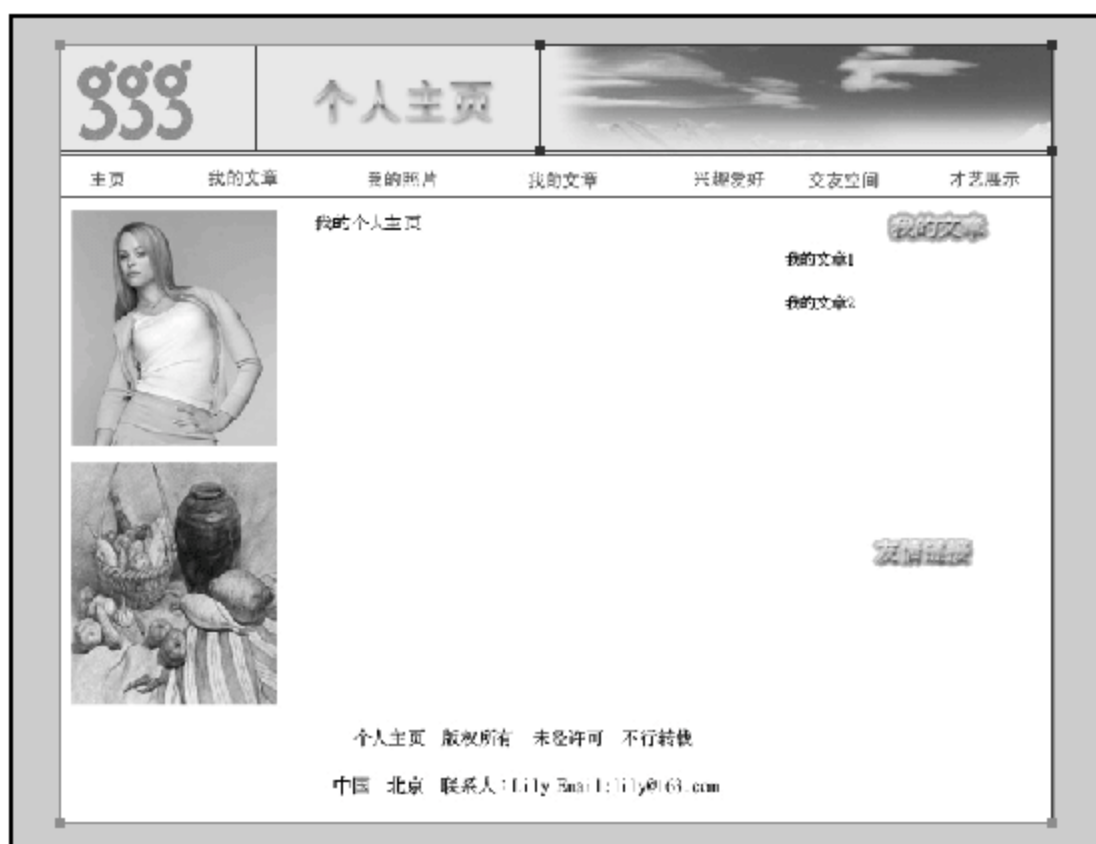 ggg
个人主页
主页 我的文章 我的照片 我的文章 兴趣爱好 交友空间 才艺展示
我的个人主页
我的文章
我的文章1
我的文章2
友情链接
个人主页 版权所有 未经许可 不行转载
中国 北京 联系人:Lily Email:lily@163.com